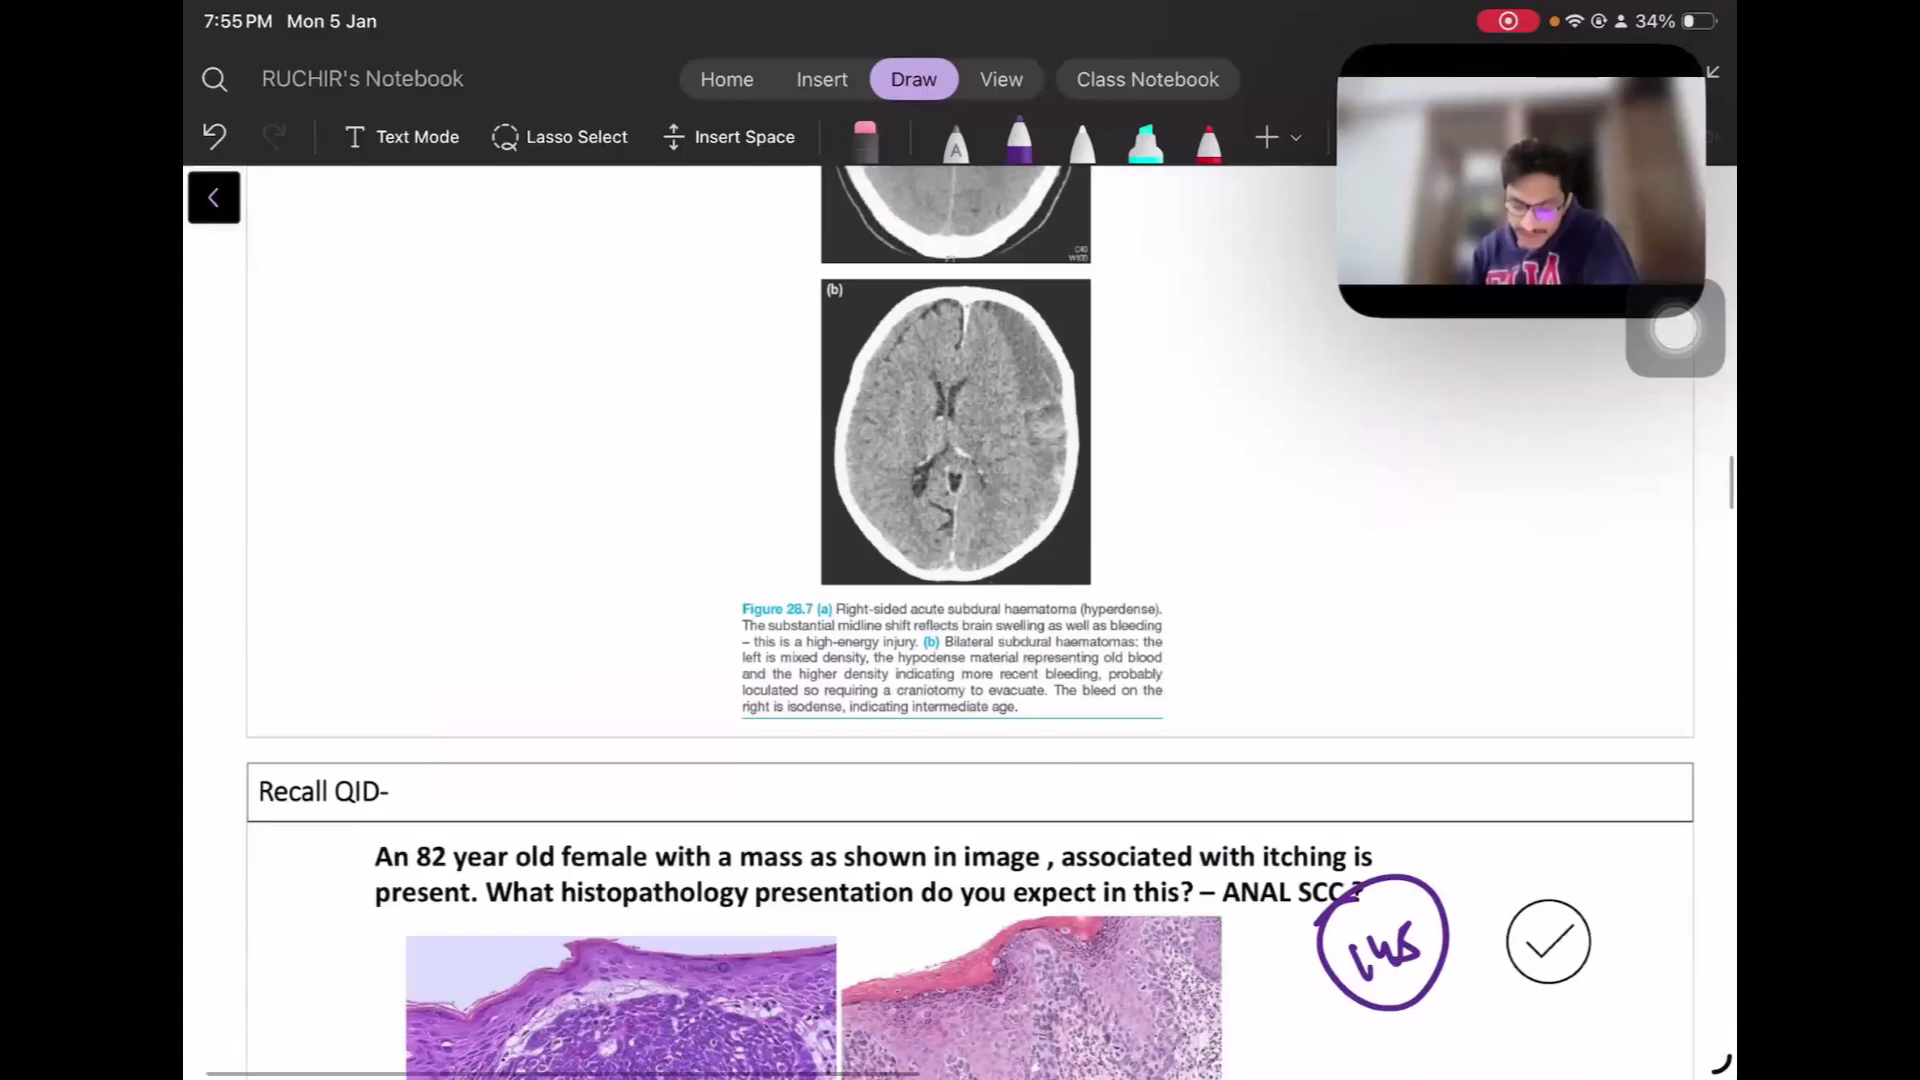 7:55 PM Mon 5 Jan
34%
RUCHIR's Notebook
Home Insert Draw View Class Notebook
Text Mode Lasso Select Insert Space
A
(b)
Figure 28.7 (a) Right-sided acute subdural haematoma (hyperdense).
The substantial midline shift reflects brain swelling as well as bleeding
– this is a high-energy injury. (b) Bilateral subdural haematomas: the
left is mixed density, the hypodense material representing old blood
and the higher density indicating more recent bleeding, probably
loculated so requiring a craniotomy to evacuate. The bleed on the
right is isodense, indicating intermediate age.
Recall QID-
An 82 year old female with a mass as shown in image , associated with itching is
present. What histopathology presentation do you expect in this? – ANAL SCC ?